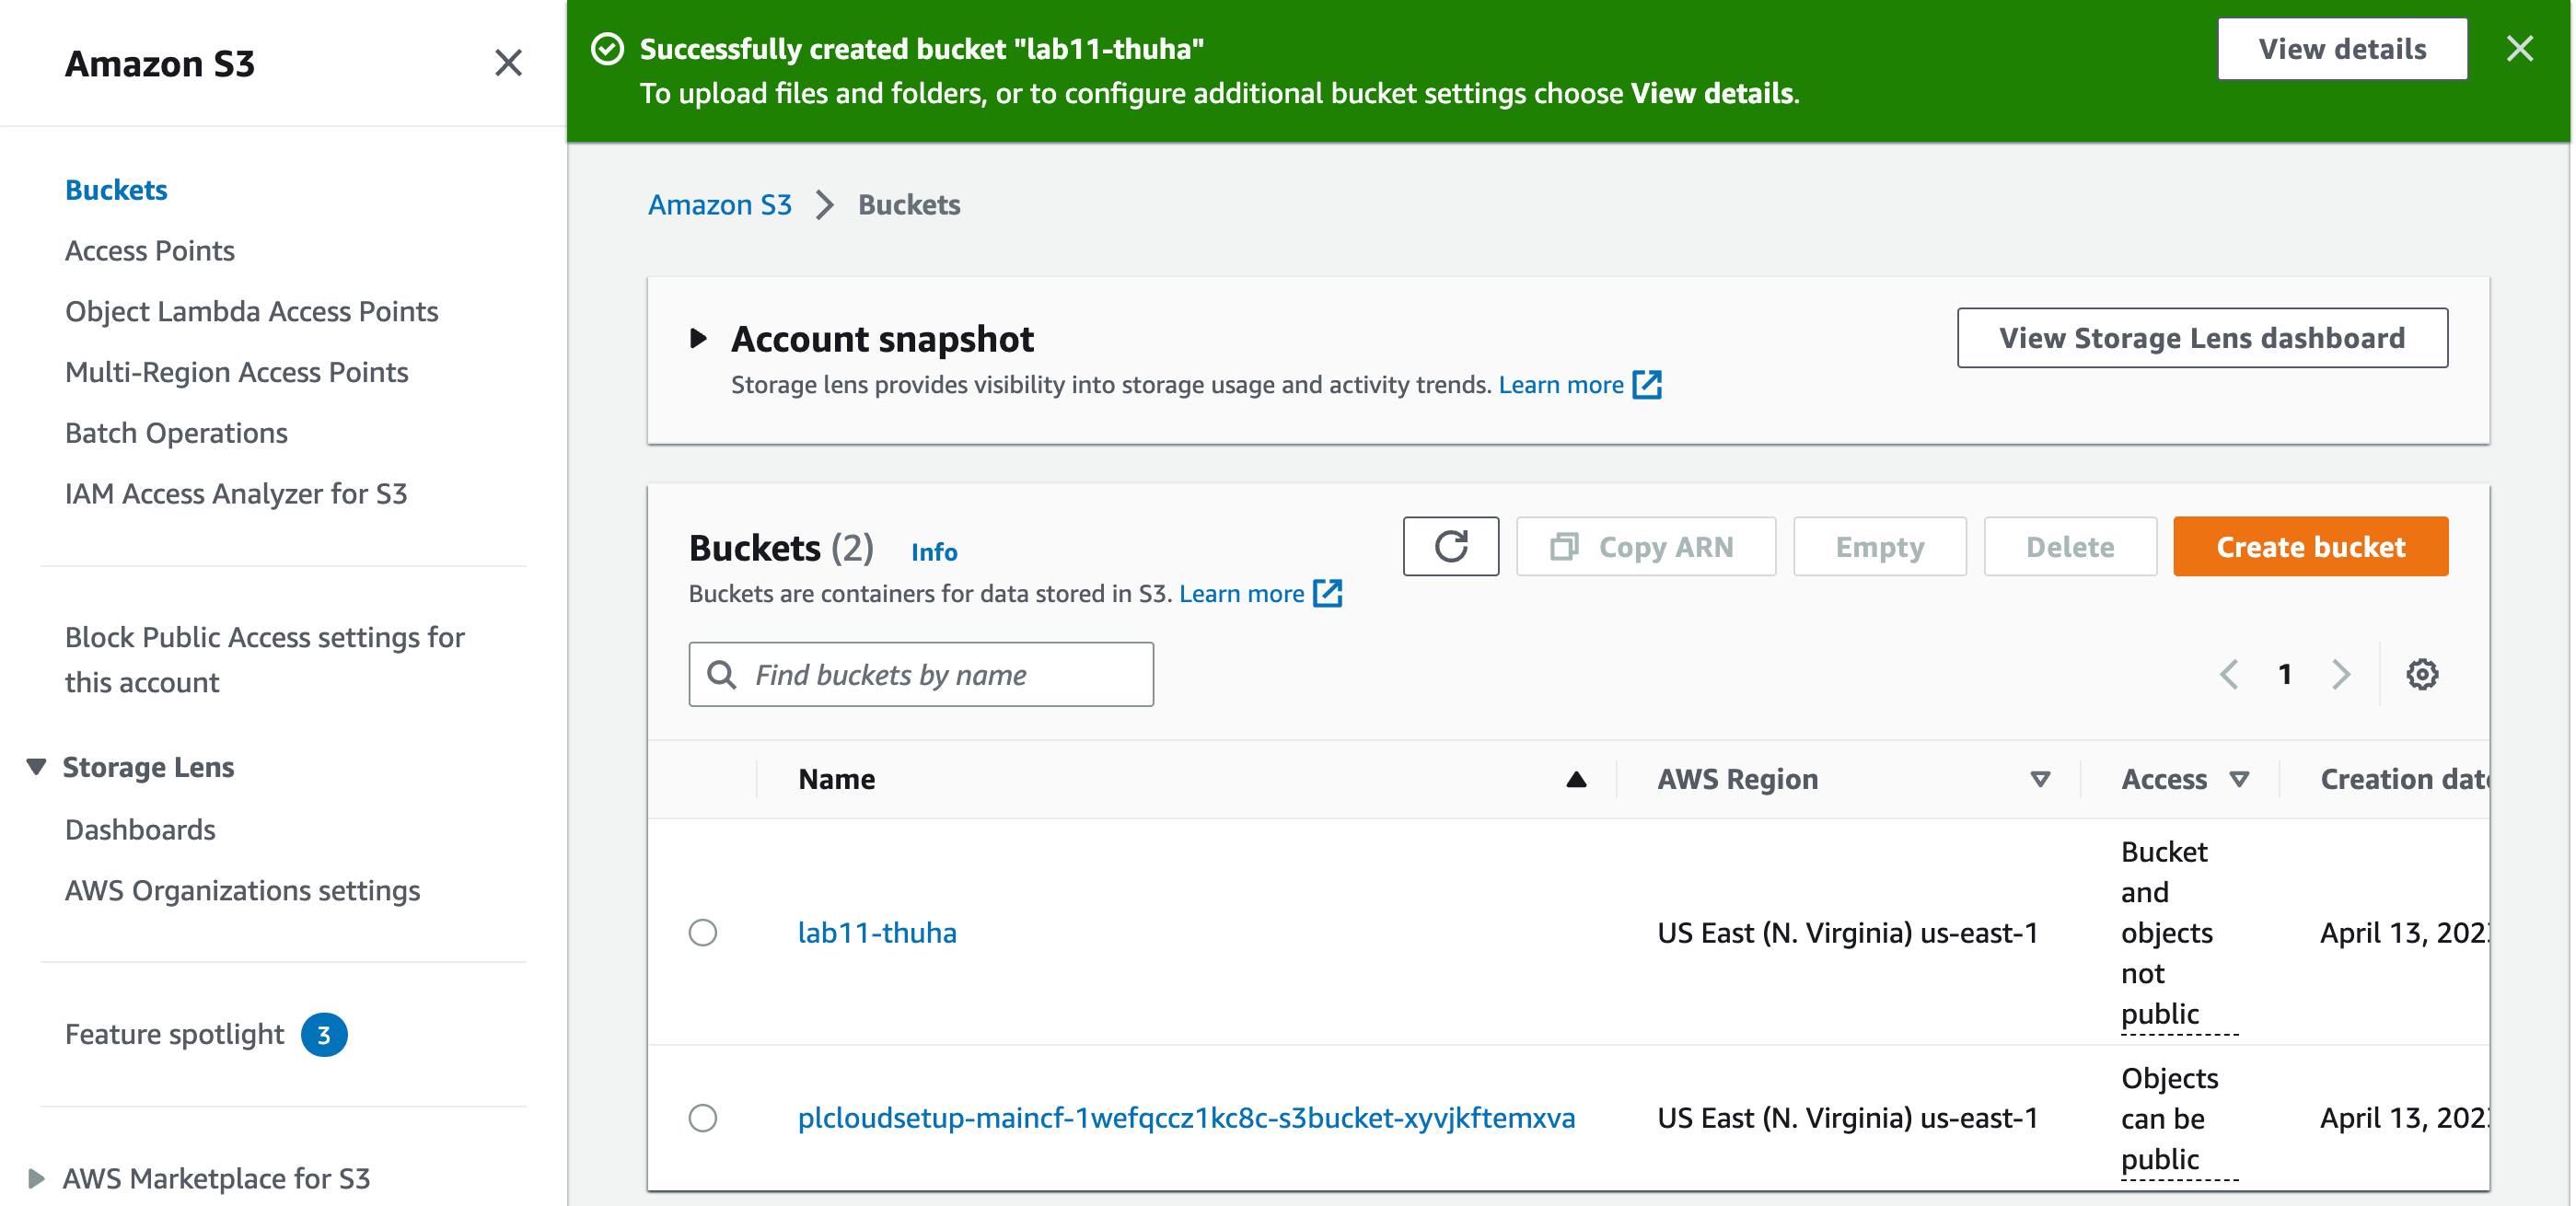 Amazon S3
Buckets
Access Points
Object Lambda Access Points
Multi-Region Access Points
Batch Operations
IAM Access Analyzer for S3
Block Public Access settings for
this account
Storage Lens
Dashboards
AWS Organizations settings
Feature spotlight 3
AWS Marketplace for S3
Successfully created bucket "lab11-thuha"
To upload files and folders, or to configure additional bucket settings choose View details.
View details
Amazon S3 Buckets
Account snapshot
Storage lens provides visibility into storage usage and activity trends. Learn more
View Storage Lens dashboard
Buckets (2) Info
Buckets are containers for data stored in S3. Learn more
Copy ARN Empty Delete Create bucket
Find buckets by name
1
Name AWS Region Access Creation date
lab11-thuha US East (N. Virginia) us-east-1
Bucket
and
objects
not
public
April 13, 202
plcloudsetup-maincf-1wefqccz1kc8c-s3bucket-xyvjkftemxva US East (N. Virginia) us-east-1
Objects
can be
public
April 13, 202